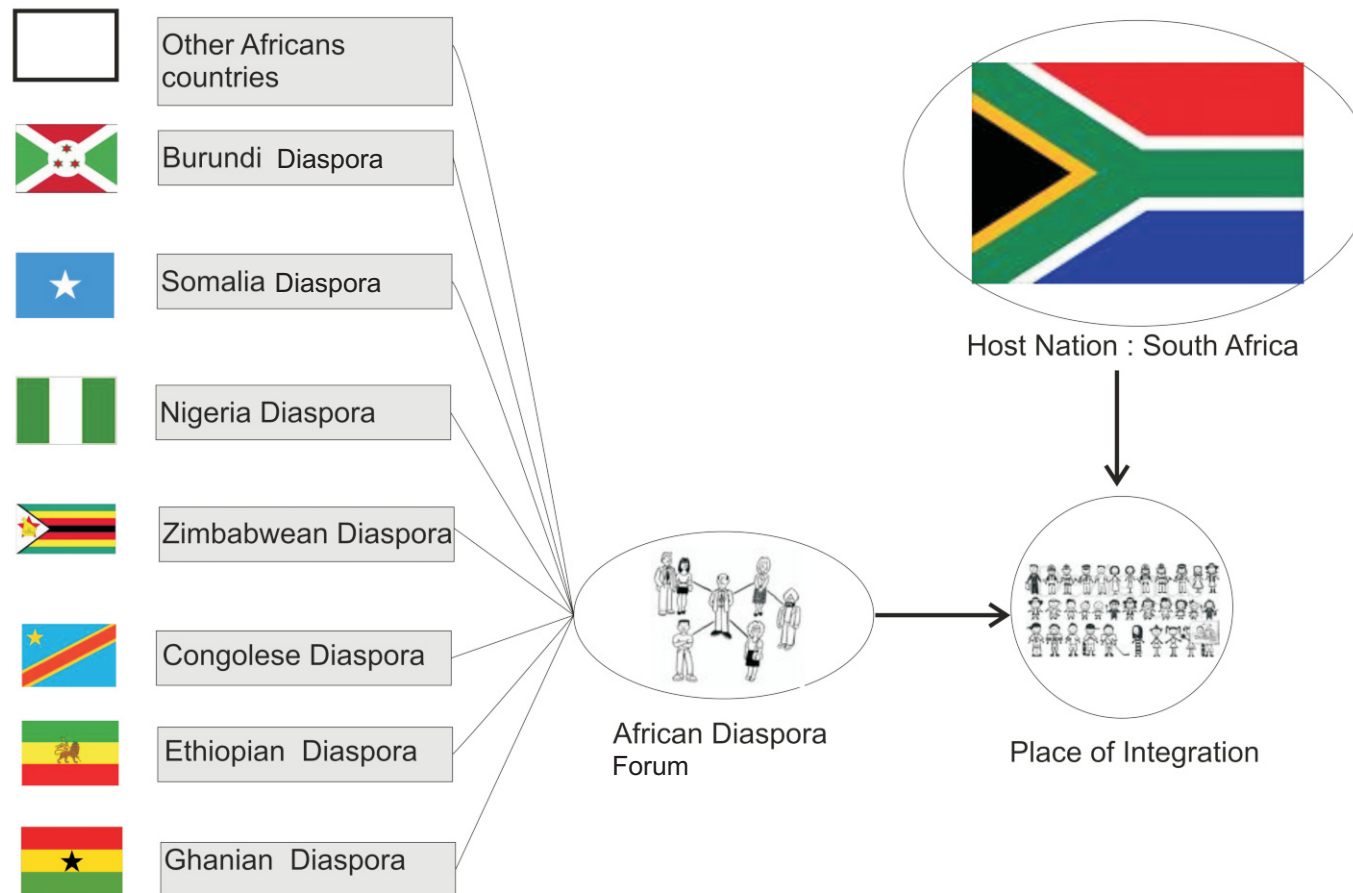 Other Africans
countries
Burundi Diaspora
Somalia Diaspora
Nigeria Diaspora
Zimbabwean Diaspora
Congolese Diaspora
Ethiopian Diaspora
Ghanian Diaspora
African Diaspora
Forum
Host Nation : South Africa
Place of Integration